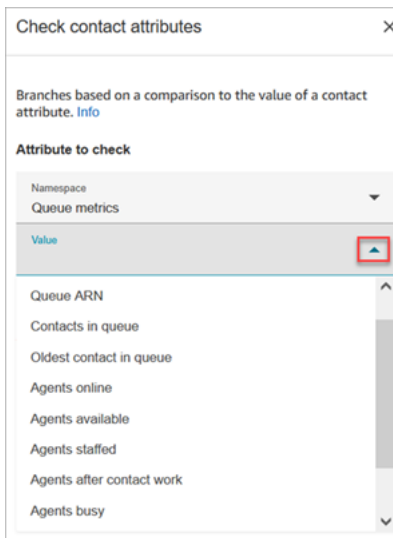 Check contact attributes
Branches based on a comparison to the value of a contact
attribute. Info
Attribute to check
Namespace
Queue metrics
Value
Queue ARN
Contacts in queue
Oldest contact in queue
Agents online
Agents available
Agents staffed
Agents after contact work
Agents busy